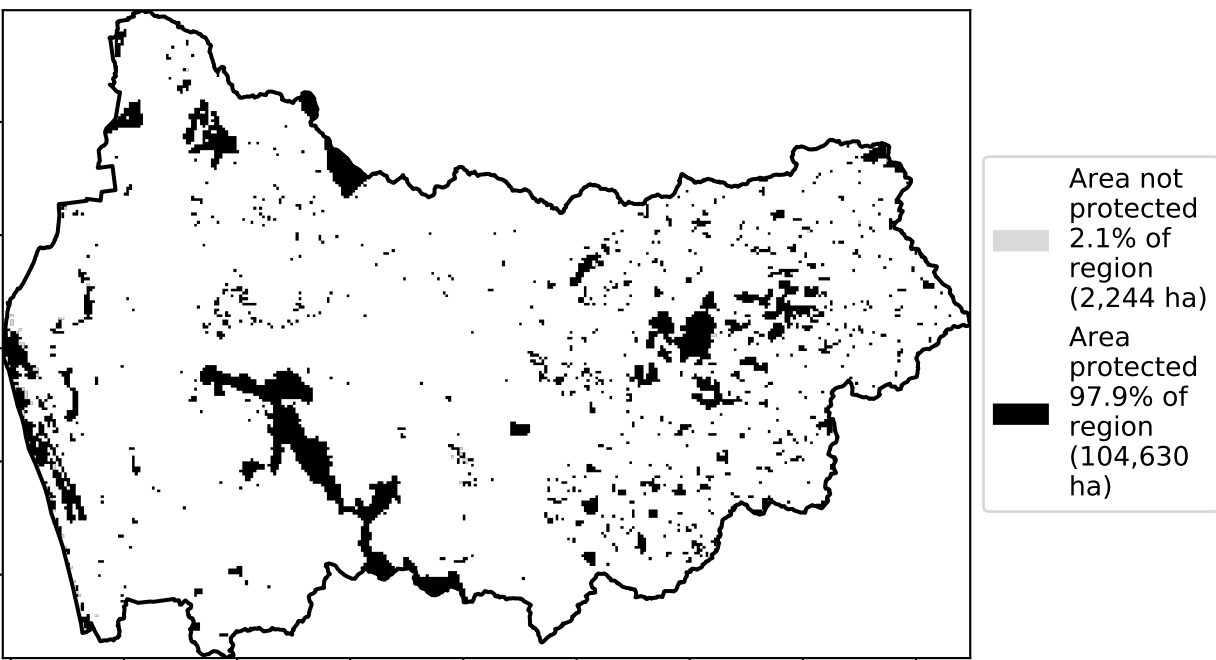 Area not
protected
2.1% of
region
(2,244 ha)
Area
protected
97.9% of
region
(104,630
ha)